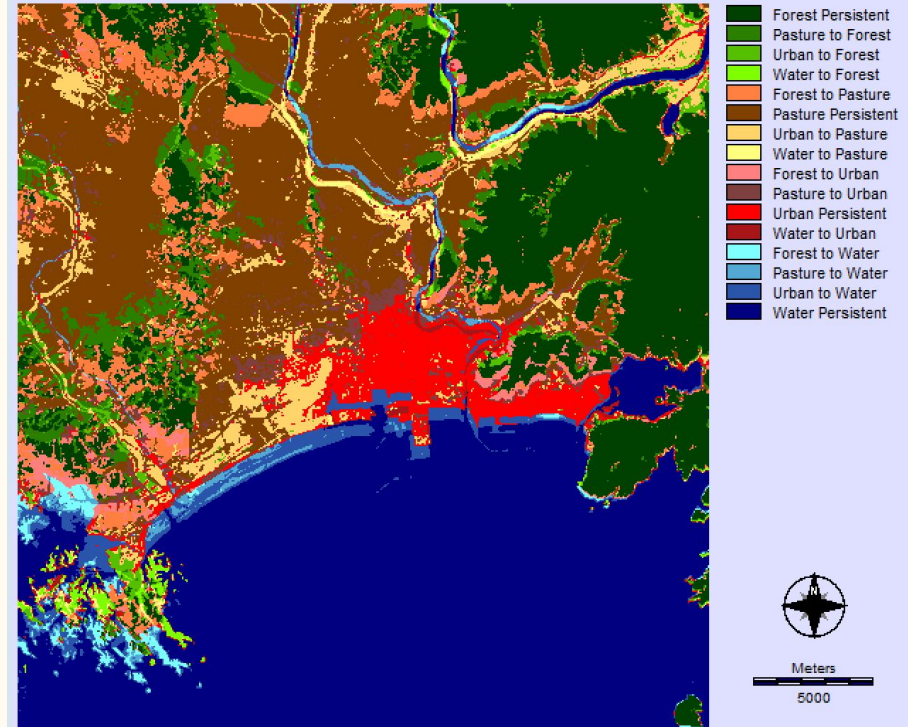 Forest Persistent
Pasture to Forest
Urban to Forest
Water to Forest
Forest to Pasture
Pasture Persistent
Urban to Pasture
Water to Pasture
Forest to Urban
Pasture to Urban
Urban Persistent
Water to Urban
Forest to Water
Pasture to Water
Urban to Water
Water Persistent
N
Meters
5000